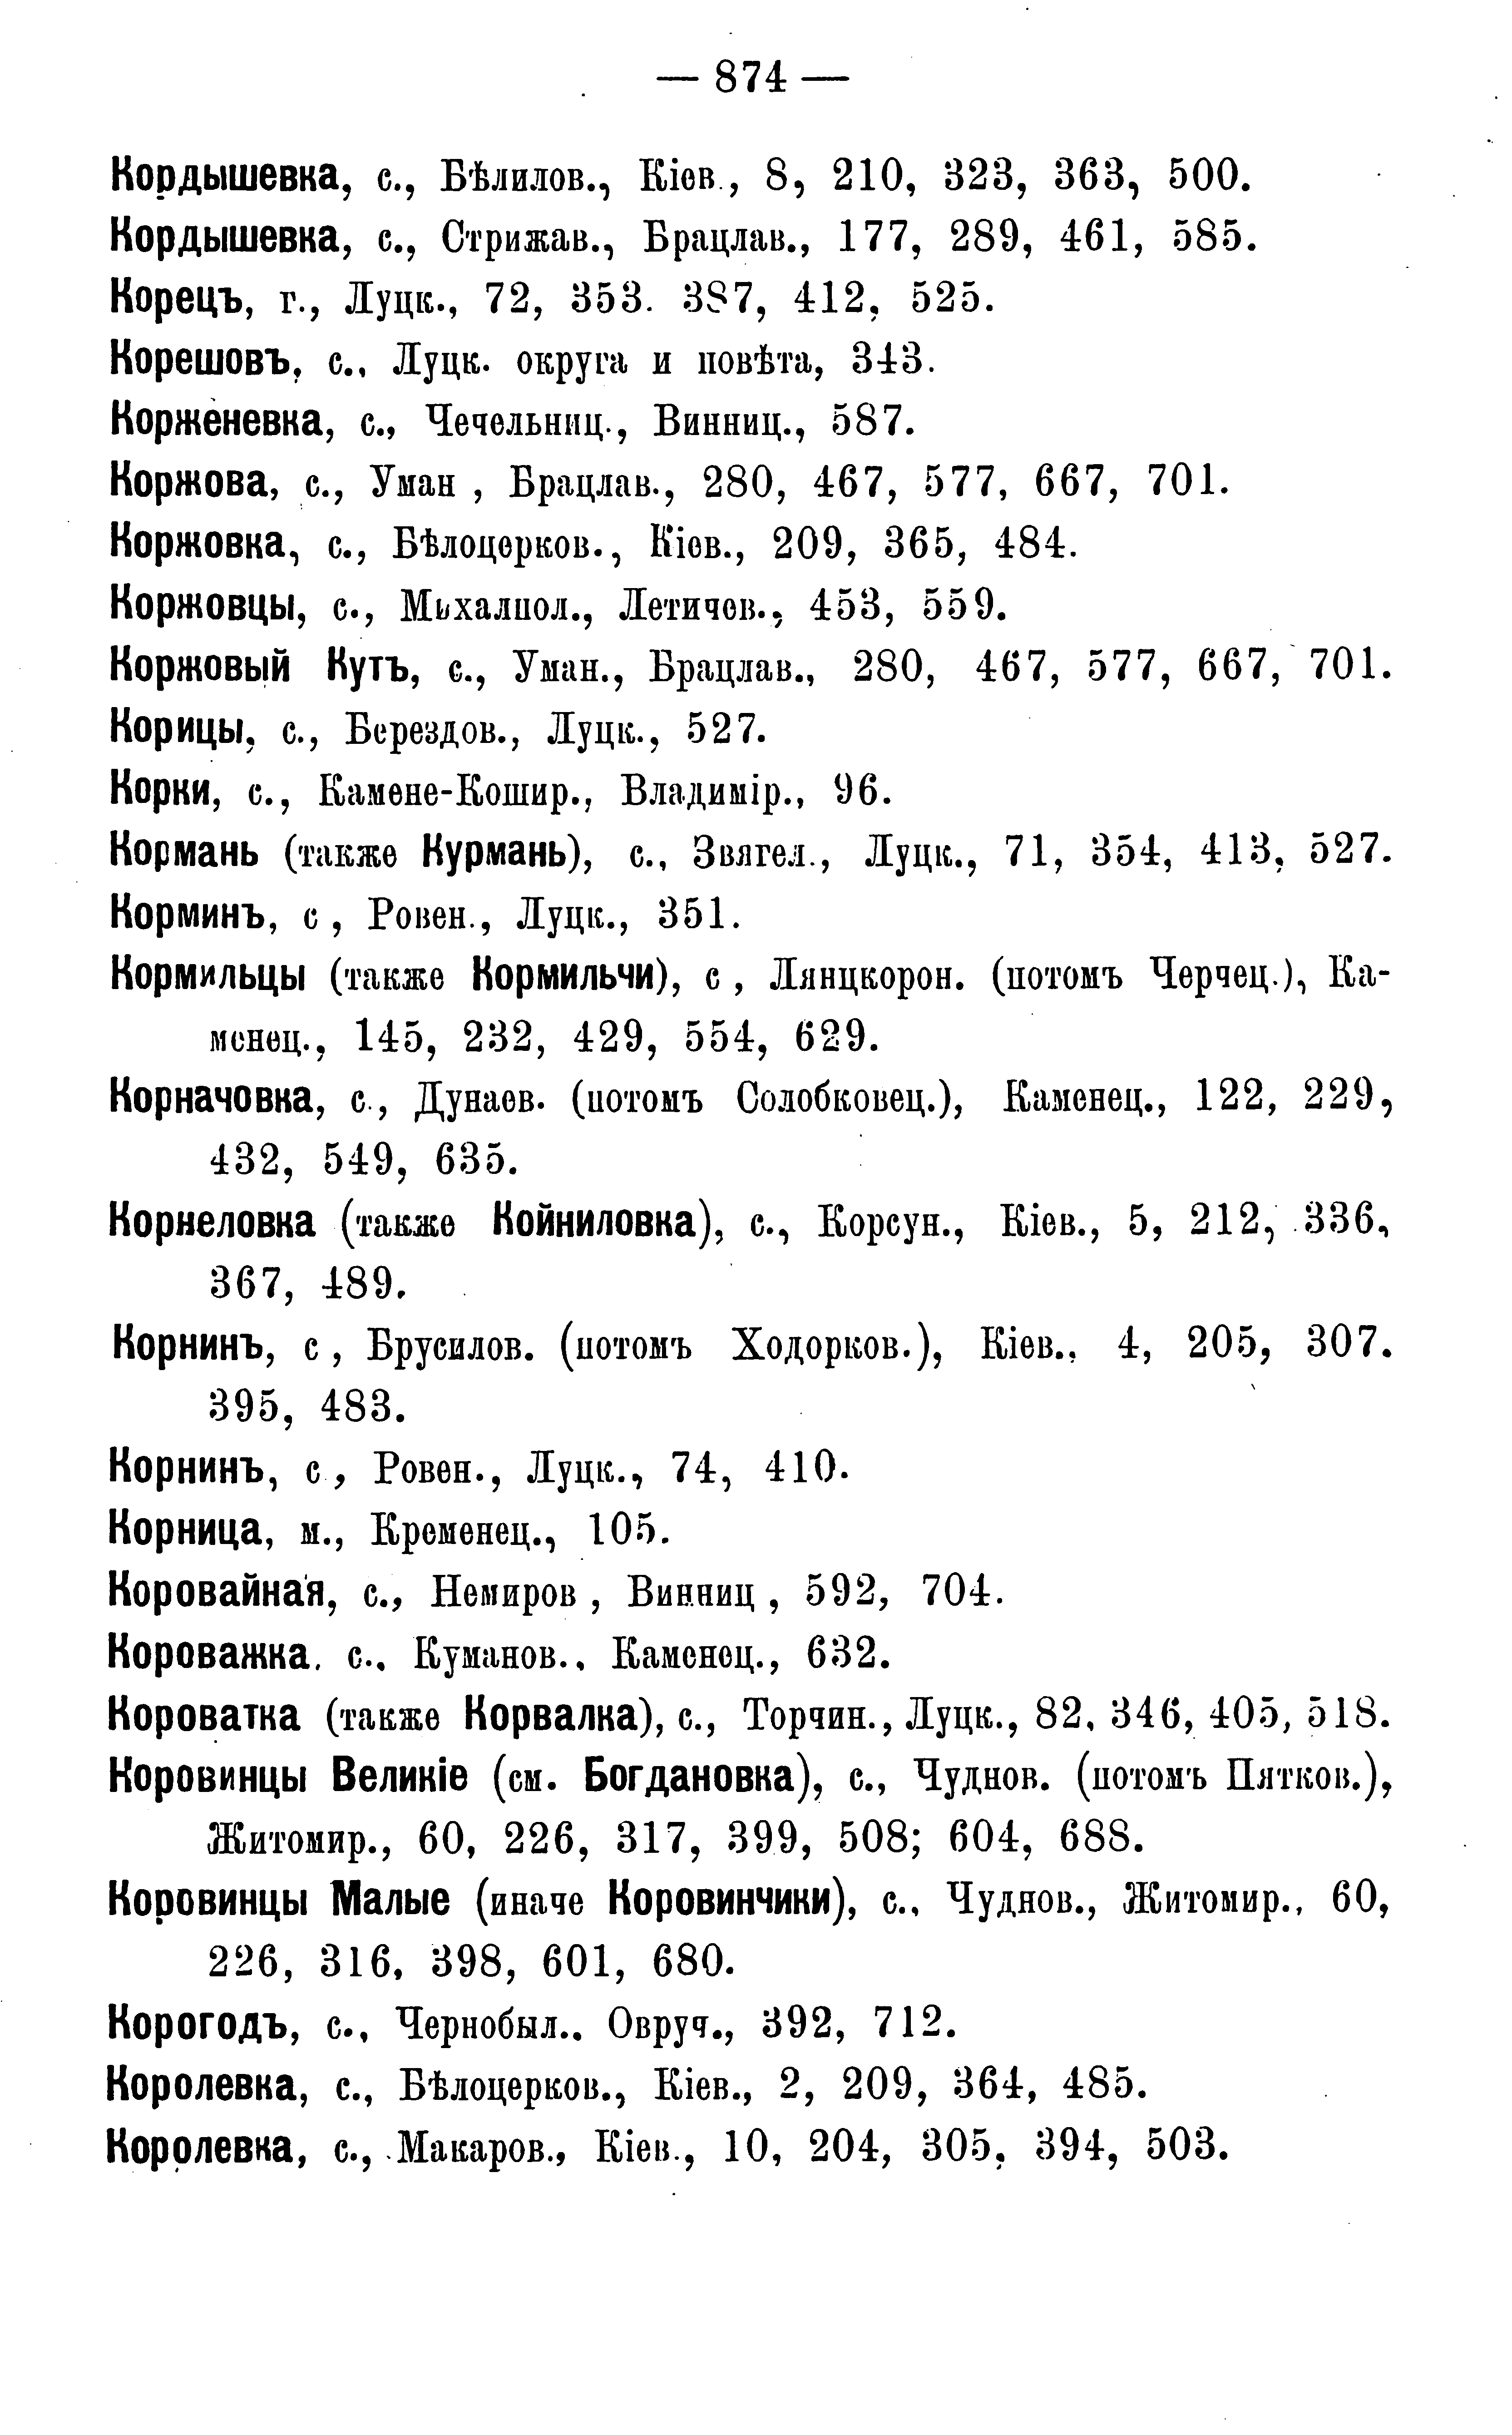 — 874 —
Кордышевка, с., Бѣлилов., Кіев., 8, 210, 323, 363, 500.
Кордышевка, с., Стрижав., Брацлав., 177, 289, 461, 585.
Корецъ, г., Луцк., 72, 353. 387, 412, 525.
Корешовъ, с., Луцк. округа и повѣта, 343.
Корженевка, с., Чечельниц., Винниц., 587.
Коржова, с., Уман , Брацлав., 280, 467, 577, 667, 701.
Коржовка, с., Бѣлоцерков., Кіев., 209, 365, 484.
Коржовцы, с., Михалпол., Летичев., 453, 559.
Коржовый Кутъ, с., Уман., Брацлав., 280, 467, 577, 667, 701.
Корицы, с., Берездов., Луцк., 527.
Корки, с., Камене-Кошир., Владимір., 96.
Кормань (также Курмань), с., Звягел., Луцк., 71, 354, 413, 527.
Корминъ, с , Ровен., Луцк., 351.
Кормильцы (также Кормильчи), с , Лянцкорон. (потомъ Черчец.), Ка-
менец., 145, 232, 429, 554, 629.
Корначовка, с., Дунаев. (потомъ Солобковец.), Каменец., 122, 229,
432, 549, 635.
Корнеловка (также Койниловка), с., Корсун., Кіев., 5, 212, 336,
367, 489.
Корнинъ, с , Брусилов. (потомъ Ходорков.), Кіев., 4, 205, 307.
395, 483.
Корнинъ, с., Ровен., Луцк., 74, 410.
Корница, м., Кременец., 105.
Коровайная, с., Немиров , Винниц , 592, 704.
Короважка. с., Куманов., Каменец., 632.
Короватка (также Корвалка), с., Торчин., Луцк., 82, 346, 405, 518.
Коровинцы Великіе (см. Богдановка), с., Чуднов. (потомъ Пятков.),
Житомир., 60, 226, 317, 399, 508; 604, 688.
Коровинцы Малые (иначе Коровинчики), с., Чуднов., Житомир., 60,
226, 316, 398, 601, 680.
Корогодъ, с., Чернобыл.. Овруч., 392, 712.
Королевка, с., Бѣлоцерков., Кіев., 2, 209, 364, 485.
Королевка, с., Макаров., Кіев., 10, 204, 305, 394, 503.